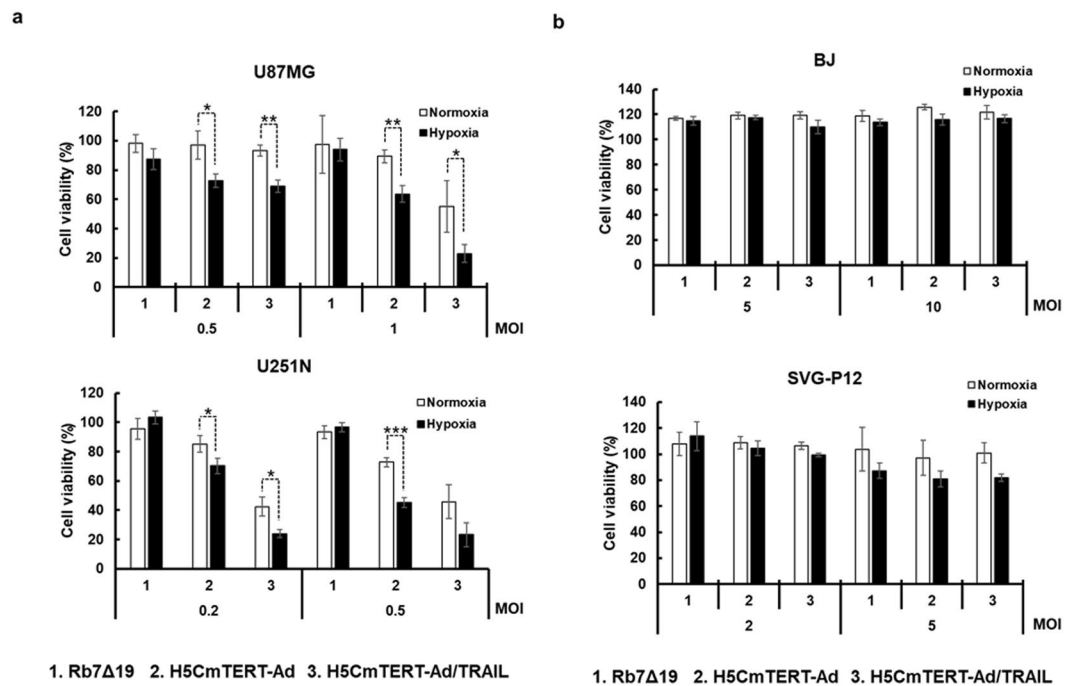 a
U87MG
Normoxia
Hypoxia
Cell viability (%)
120
100
80
60
40
20
0
* ** ** *
1 2 3 1 2 3
0.5 1 MOI
U251N
Normoxia
Hypoxia
Cell viability (%)
120
100
80
60
40
20
0
* * ***
1 2 3 1 2 3
0.2 0.5 MOI
1. Rb7Δ19 2. H5CmTERT-Ad 3. H5CmTERT-Ad/TRAIL
b
BJ
Normoxia
Hypoxia
Cell viability (%)
140
120
100
80
60
40
20
0
1 2 3 1 2 3
5 10 MOI
SVG-P12
Normoxia
Hypoxia
Cell viability (%)
140
120
100
80
60
40
20
0
1 2 3 1 2 3
2 5 MOI
1. Rb7Δ19 2. H5CmTERT-Ad 3. H5CmTERT-Ad/TRAIL